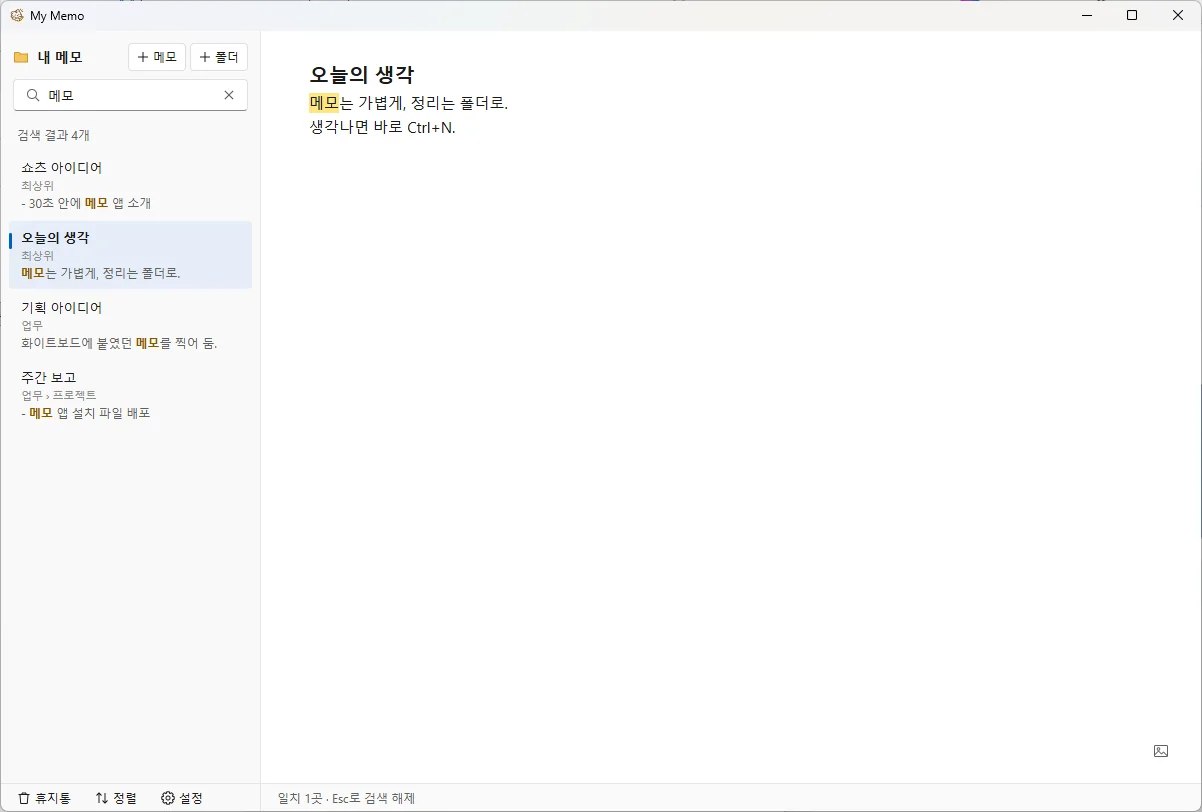 My Memo
내 메모
메모
폴더
메모
검색 결과 4개
쇼츠 아이디어
최상위
- 30초 안에 메모 앱 소개
오늘의 생각
최상위
메모는 가볍게, 정리는 폴더로.
기획 아이디어
업무
화이트보드에 붙였던 메모를 찍어 둠.
주간 보고
업무 › 프로젝트
- 메모 앱 설치 파일 배포
휴지통
정렬
설정
오늘의 생각
메모는 가볍게, 정리는 폴더로.
생각나면 바로 Ctrl+N.
일치 1곳 · Esc로 검색 해제